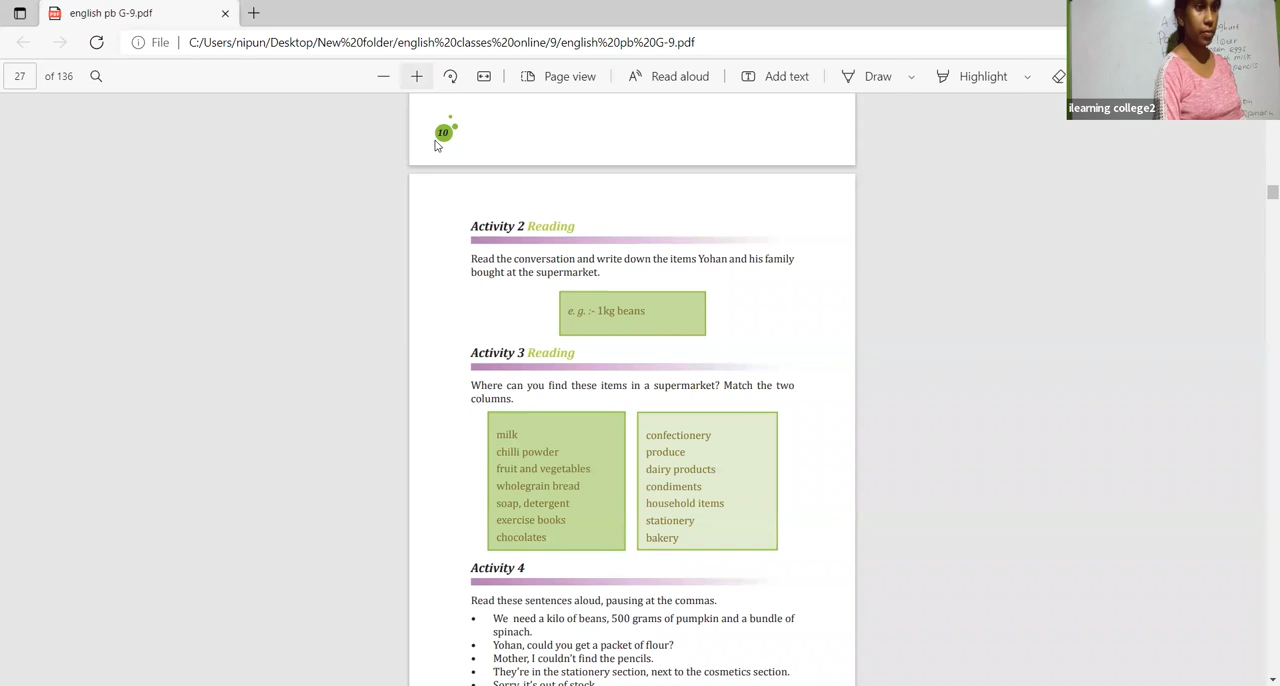 english pb G-9.pdf
File
C:/Users/nipun/Desktop/New%20folder/english%20classes%20online/9/english%20pb%20G-9.pdf
27 of 136
Page view
Read aloud
Add text
Draw
Highlight
ilearning college2
10
Activity 2 Reading
Read the conversation and write down the items Yohan and his family
bought at the supermarket.
e. g. :- 1kg beans
Activity 3 Reading
Where can you find these items in a supermarket? Match the two
columns.
milk
chilli powder
fruit and vegetables
wholegrain bread
soap, detergent
exercise books
chocolates
confectionery
produce
dairy products
condiments
household items
stationery
bakery
Activity 4
Read these sentences aloud, pausing at the commas.
• We need a kilo of beans, 500 grams of pumpkin and a bundle of
spinach.
• Yohan, could you get a packet of flour?
• Mother, I couldn't find the pencils.
• They're in the stationery section, next to the cosmetics section.
• Sorry, it's out of stock.